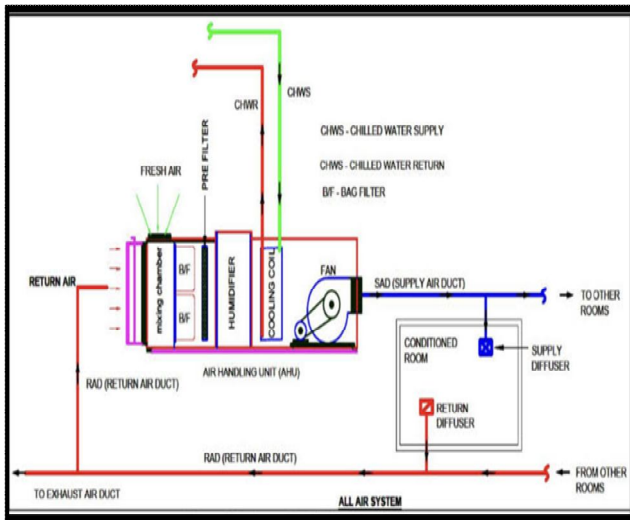 CHWR
CHWS
CHWS - CHILLED WATER SUPPLY
CHWS - CHILLED WATER RETURN
B/F - BAG FILTER
PRE FILTER
FRESH AIR
RETURN AIR
mixing chamber
B/F
B/F
HUMIDIFIER
COOLING COIL
FAN
SAD (SUPPLY AIR DUCT)
TO OTHER
ROOMS
CONDITIONED
ROOM
SUPPLY
DIFFUSER
AIR HANDLING UNIT (AHU)
RAD (RETURN AIR DUCT)
RETURN
DIFFUSER
RAD (RETURN AIR DUCT)
FROM OTHER
ROOMS
TO EXHAUST AIR DUCT
ALL AIR SYSTEM